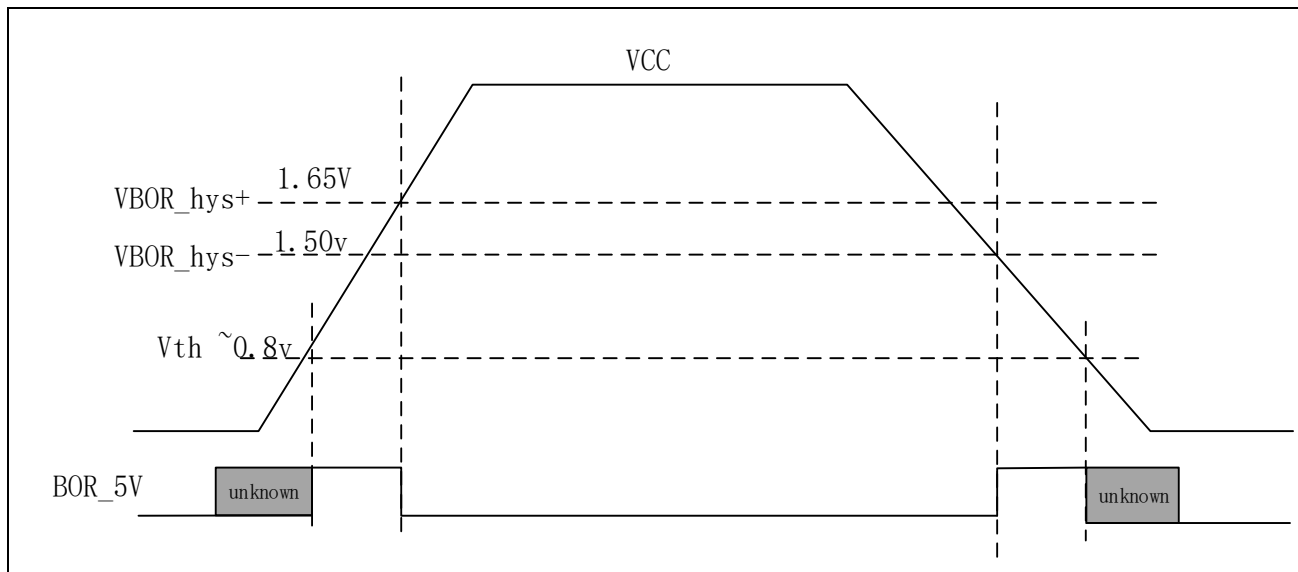 VCC
1.65V
VBOR_hys+
1.50v
VBOR_hys-
Vth ~0.8v
BOR_5V
unknown
unknown